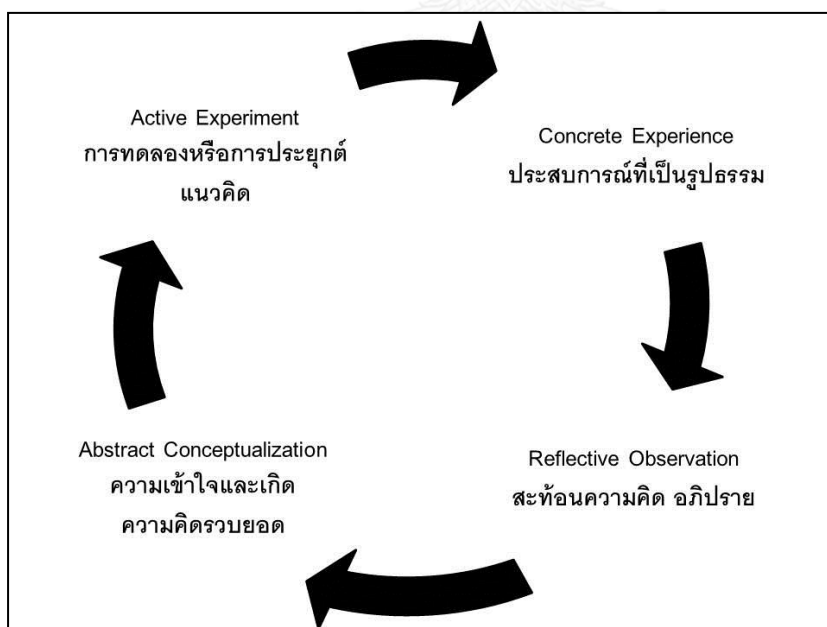 Active Experiment
การทดลองหรือการประยุกต์
แนวคิด
Concrete Experience
ประสบการณ์ที่เป็นรูปธรรม
Abstract Conceptualization
ความเข้าใจและเกิด
ความคิดรวบยอด
Reflective Observation
สะท้อนความคิด อภิปราย